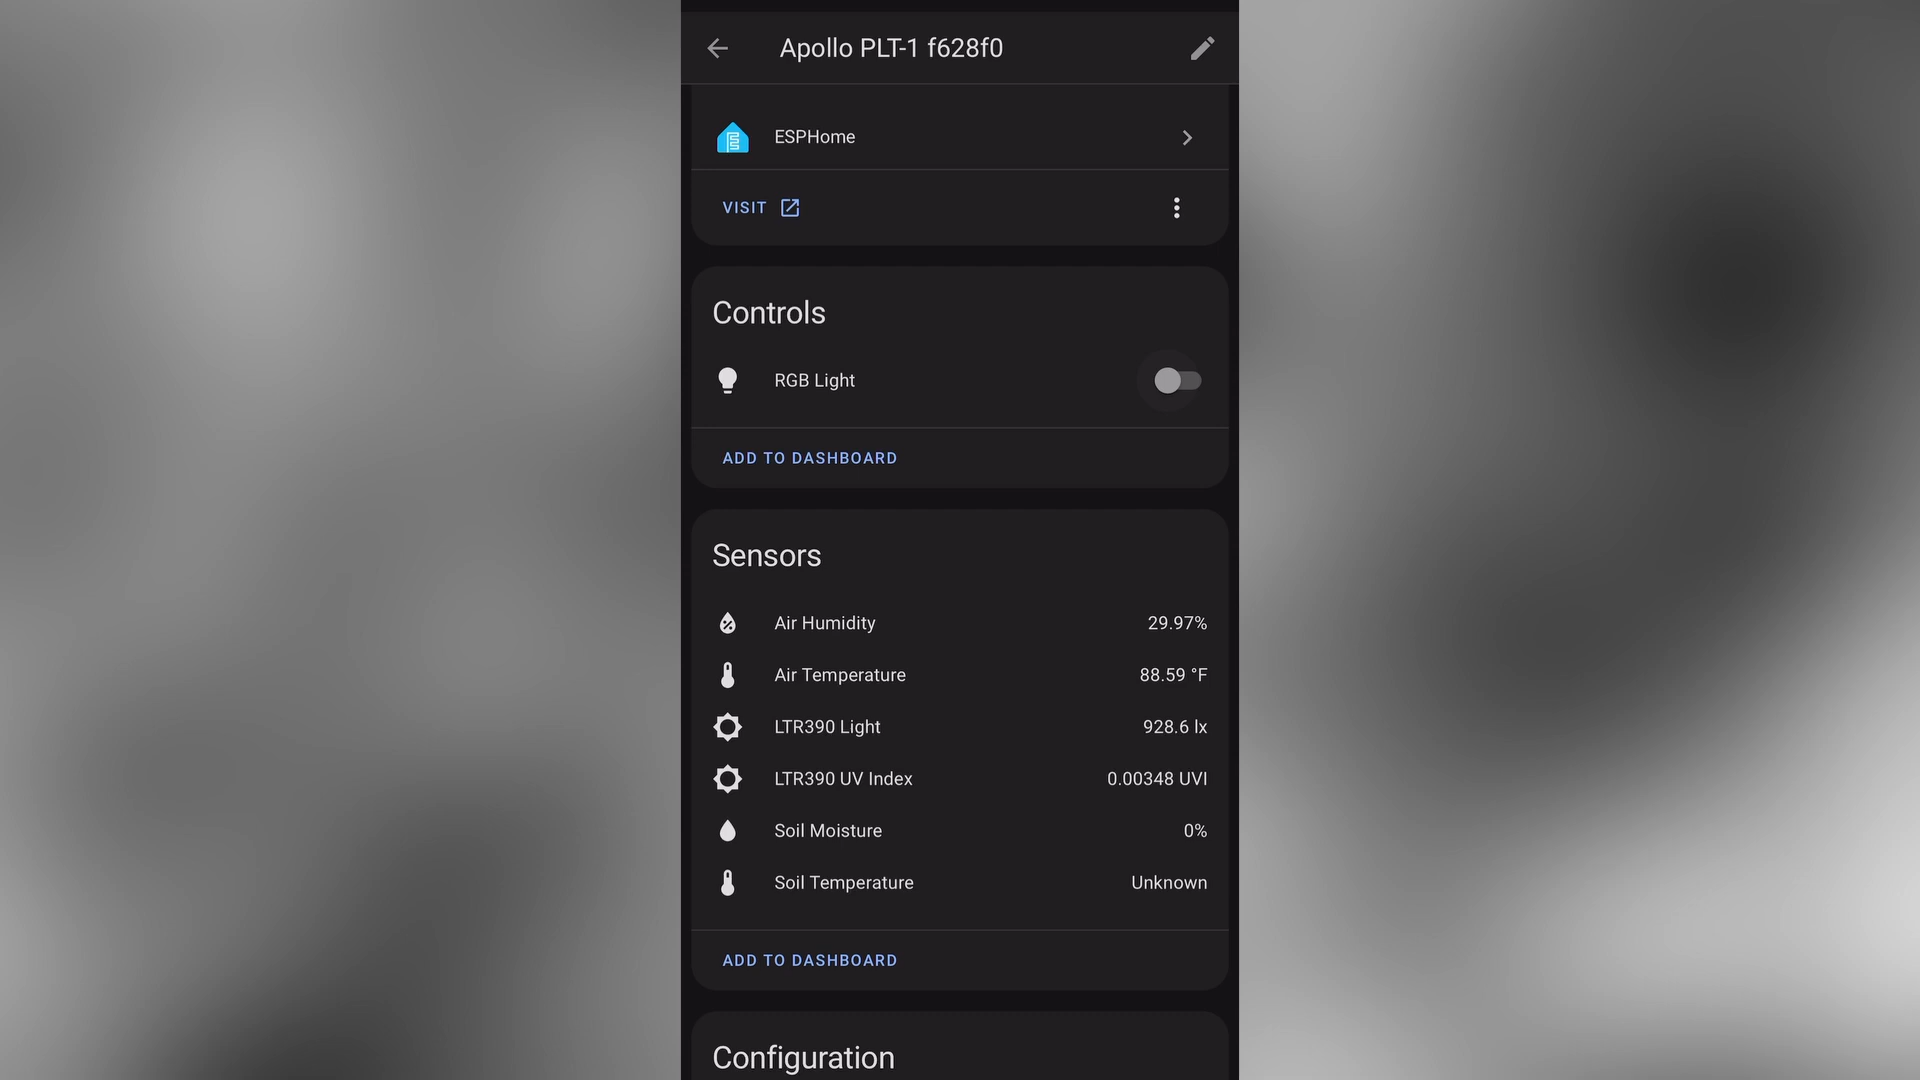 Apollo PLT-1 f628f0
ESPHome
VISIT
Controls
RGB Light
ADD TO DASHBOARD
Sensors
Air Humidity 29.97%
Air Temperature 88.59 °F
LTR390 Light 928.6 lx
LTR390 UV Index 0.00348 UVI
Soil Moisture 0%
Soil Temperature Unknown
ADD TO DASHBOARD
Configuration